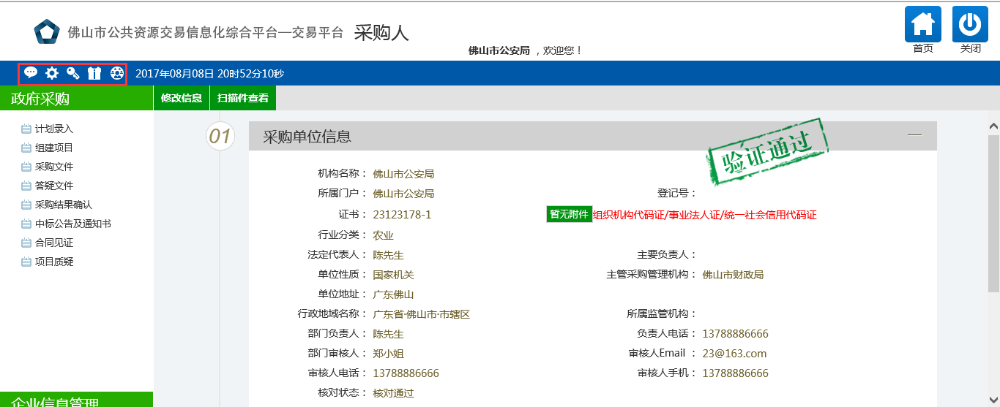 佛山市公共资源交易信息化综合平台—交易平台 采购人
佛山市公安局 ，欢迎您！
首页 关闭
2017年08月08日 20时52分10秒
政府采购
修改信息 扫描件查看
计划录入
组建项目
采购文件
答疑文件
采购结果确认
中标公告及通知书
合同见证
项目质疑
企业信息管理
01 采购单位信息
验证通过
机构名称： 佛山市公安局
所属门户： 佛山市公安局 登记号：
证书： 23123178-1 暂无附件 组织机构代码证/事业法人证/统一社会信用代码证
行业分类： 农业
法定代表人： 陈先生 主要负责人：
单位性质： 国家机关 主管采购管理机构： 佛山市财政局
单位地址： 广东佛山
行政地域名称： 广东省·佛山市·市辖区 所属监管机构：
部门负责人： 陈先生 负责人电话： 13788886666
部门审核人： 郑小姐 审核人Email ： 23@163.com
审核人电话： 13788886666 审核人手机： 13788886666
核对状态： 核对通过